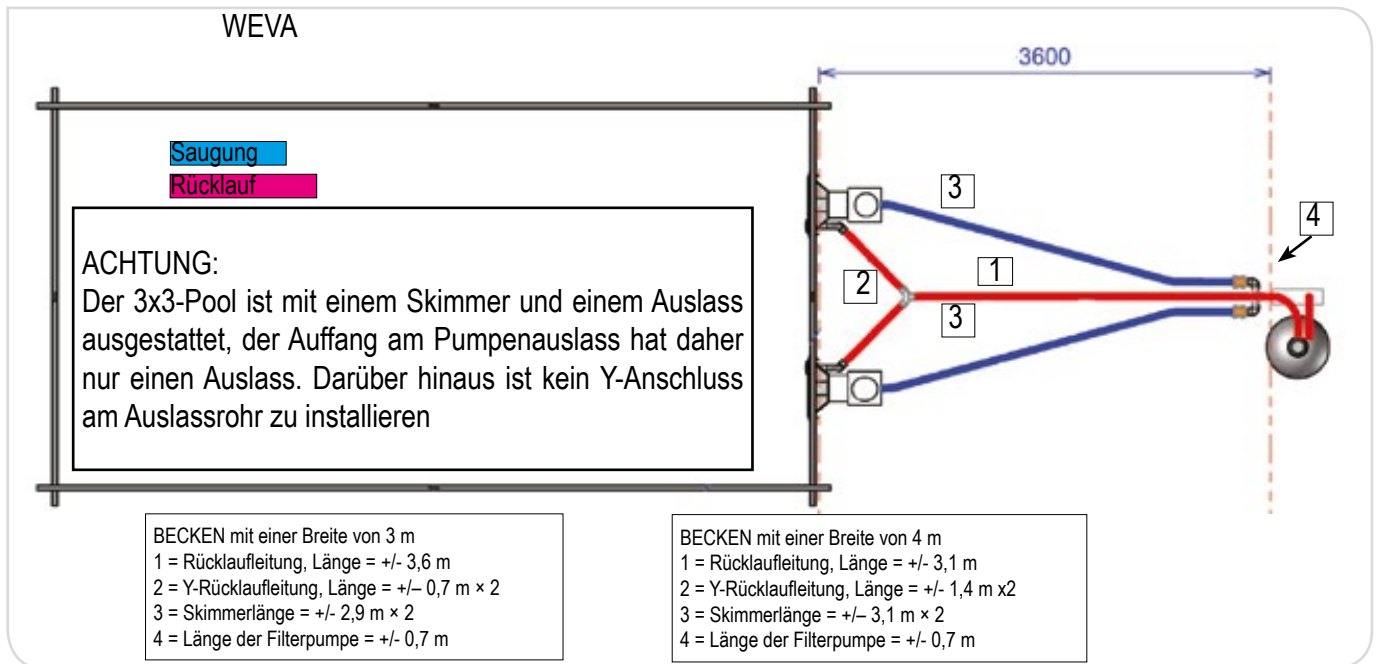 WEVA
3600
Saugung
Rücklauf
3
4
1
2
3
ACHTUNG:
Der 3x3-Pool ist mit einem Skimmer und einem Auslass
ausgestattet, der Auffang am Pumpenauslass hat daher
nur einen Auslass. Darüber hinaus ist kein Y-Anschluss
am Auslassrohr zu installieren
BECKEN mit einer Breite von 3 m
1 = Rücklaufleitung, Länge = +/- 3,6 m
2 = Y-Rücklaufleitung, Länge = +/– 0,7 m × 2
3 = Skimmerlänge = +/- 2,9 m × 2
4 = Länge der Filterpumpe = +/- 0,7 m
BECKEN mit einer Breite von 4 m
1 = Rücklaufleitung, Länge = +/- 3,1 m
2 = Y-Rücklaufleitung, Länge = +/- 1,4 m x2
3 = Skimmerlänge = +/– 3,1 m × 2
4 = Länge der Filterpumpe = +/- 0,7 m